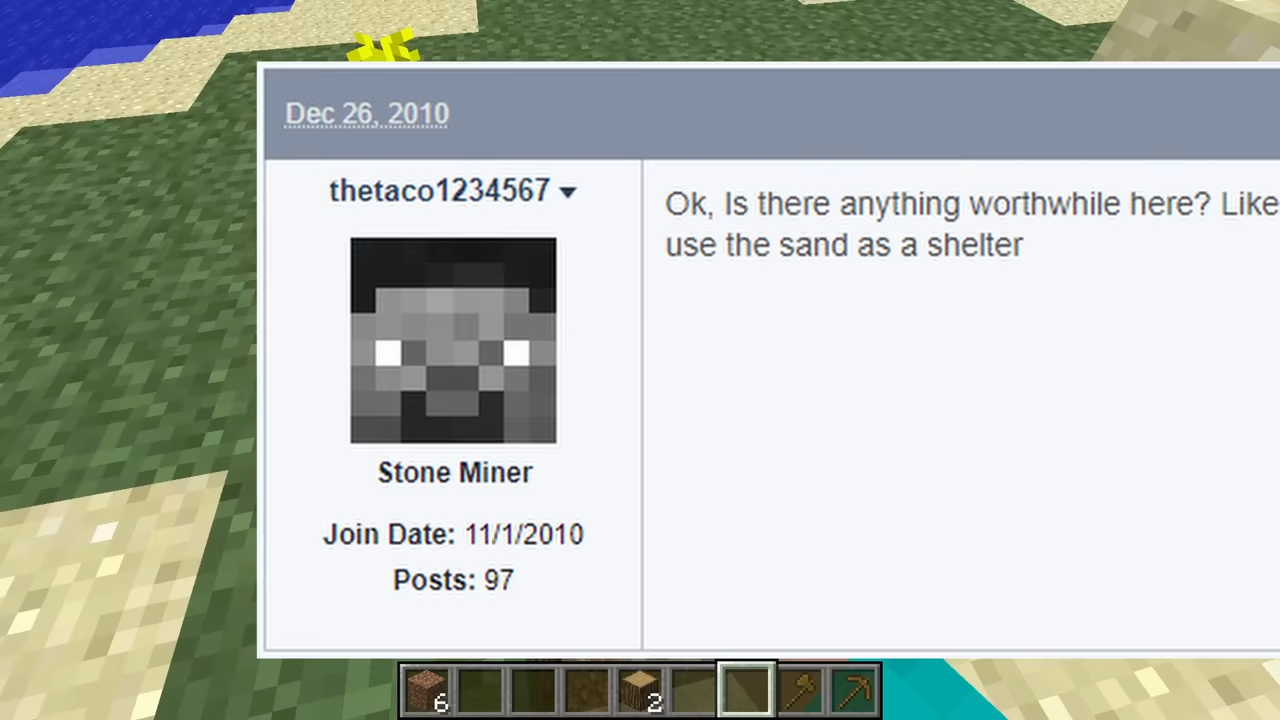 Dec 26, 2010
thetaco1234567
Ok, Is there anything worthwhile here? Like
use the sand as a shelter
Stone Miner
Join Date: 11/1/2010
Posts: 97
6
2